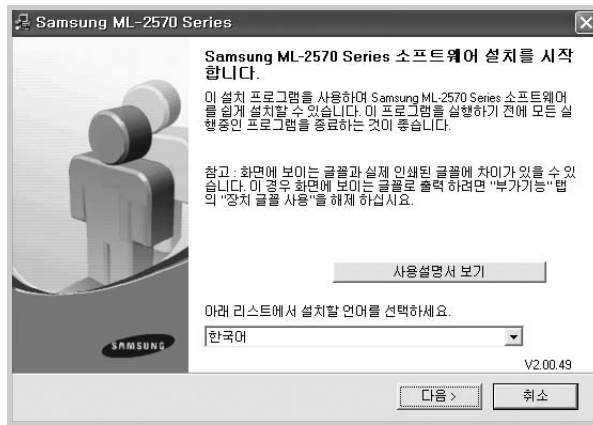 Samsung ML-2570 Series
Samsung ML-2570 Series 소프트웨어 설치를 시작
합니다.
이 설치 프로그램을 사용하여 Samsung ML-2570 Series 소프트웨어
를 쉽게 설치할 수 있습니다. 이 프로그램을 실행하기 전에 모든 실
행중인 프로그램을 종료하는 것이 좋습니다.
참고 : 화면에 보이는 글꼴과 실제 인쇄된 글꼴에 차이가 있을 수 있
습니다. 이 경우 화면에 보이는 글꼴로 출력 하려면 "부가기능" 탭
의 "장치 글꼴 사용"을 해제 하십시요.
사용설명서 보기
아래 리스트에서 설치할 언어를 선택하세요.
한국어
SAMSUNG
V2.00.49
다음 >
취소